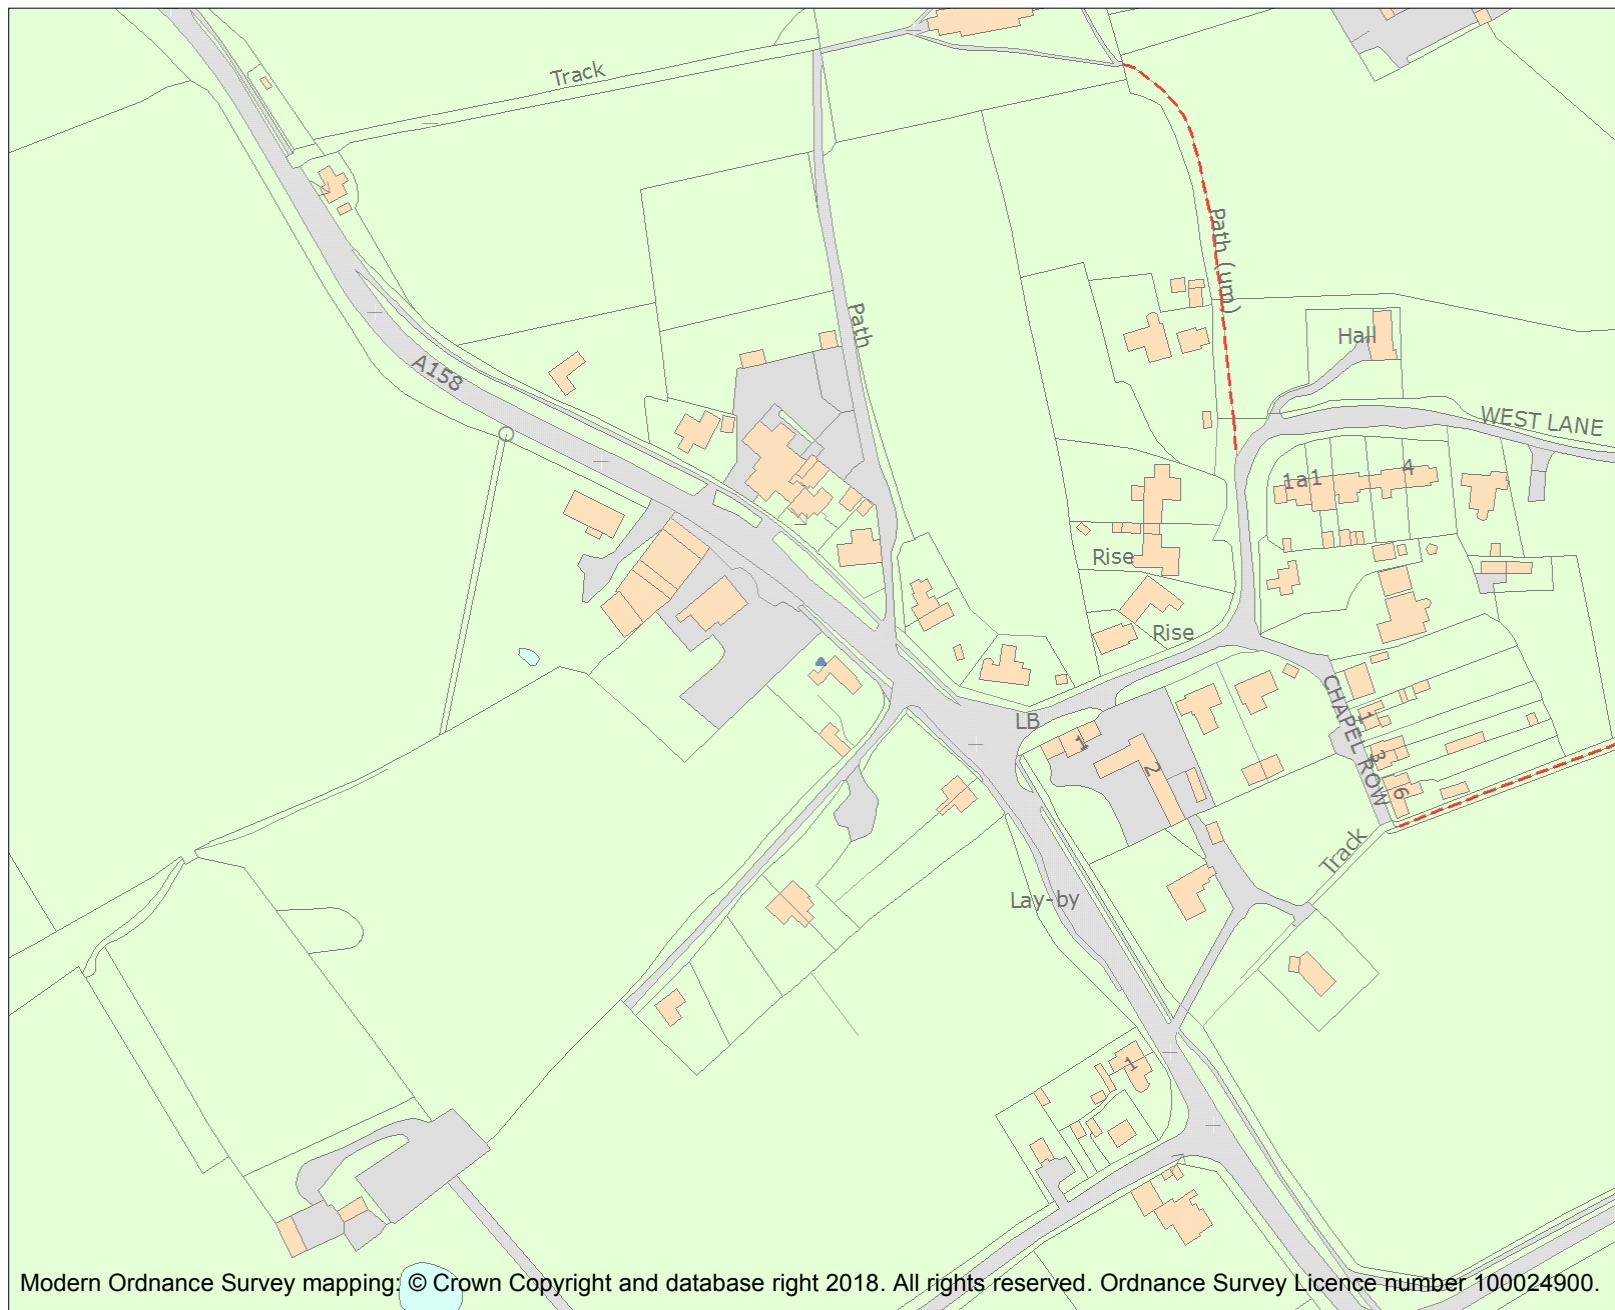 Track
Path (um)
Path
Hall
A158
WEST LANE
4
1a1
Rise
Rise
CHAPEL ROW
LB
1
1
3
2
6
Track
Lay-by
1
Modern Ordnance Survey mapping: © Crown Copyright and database right 2018. All rights reserved. Ordnance Survey Licence number 100024900.